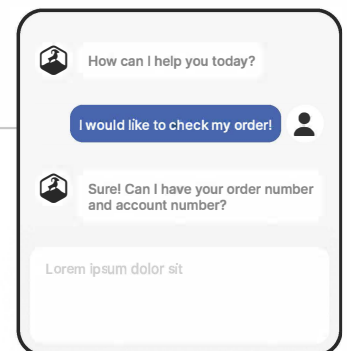 How can I help you today?
I would like to check my order!
Sure! Can I have your order number
and account number?
Lorem ipsum dolor sit